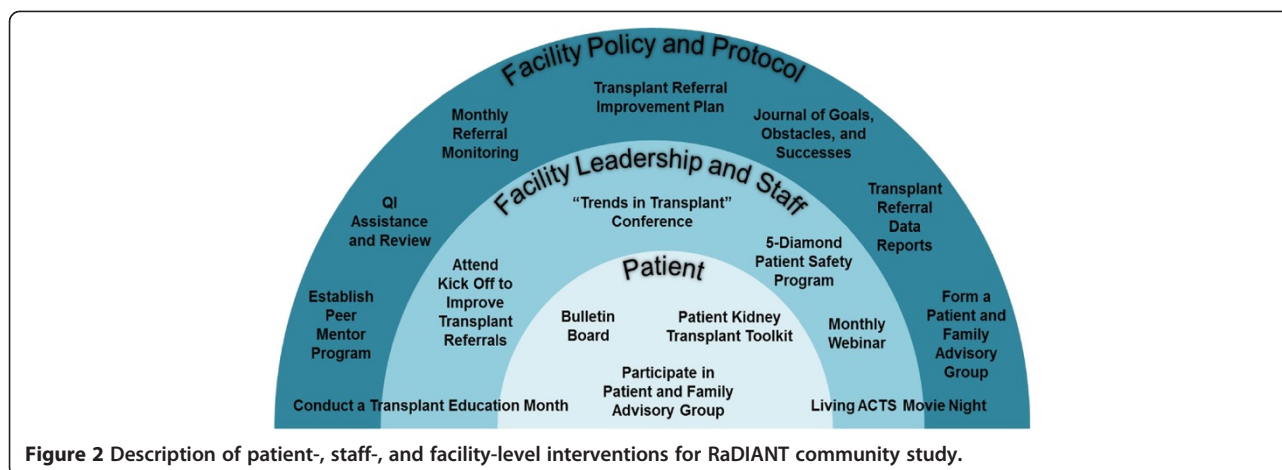 Facility Policy and Protocol
Transplant Referral
Improvement Plan
Monthly
Referral
Monitoring
Journal of Goals,
Obstacles, and
Successes
QI
Assistance
and Review
Transplant
Referral
Data
Reports
Establish
Peer
Mentor
Program
Form a
Patient and
Family
Advisory
Group
Facility Leadership and Staff
“Trends in Transplant”
Conference
Attend
Kick Off to
Improve
Transplant
Referrals
5-Diamond
Patient Safety
Program
Monthly
Webinar
Patient
Bulletin
Board
Patient Kidney
Transplant Toolkit
Participate in
Patient and Family
Advisory Group
Conduct a Transplant Education Month
Living ACTS Movie Night
Figure 2 Description of patient-, staff-, and facility-level interventions for RaDIANT community study.